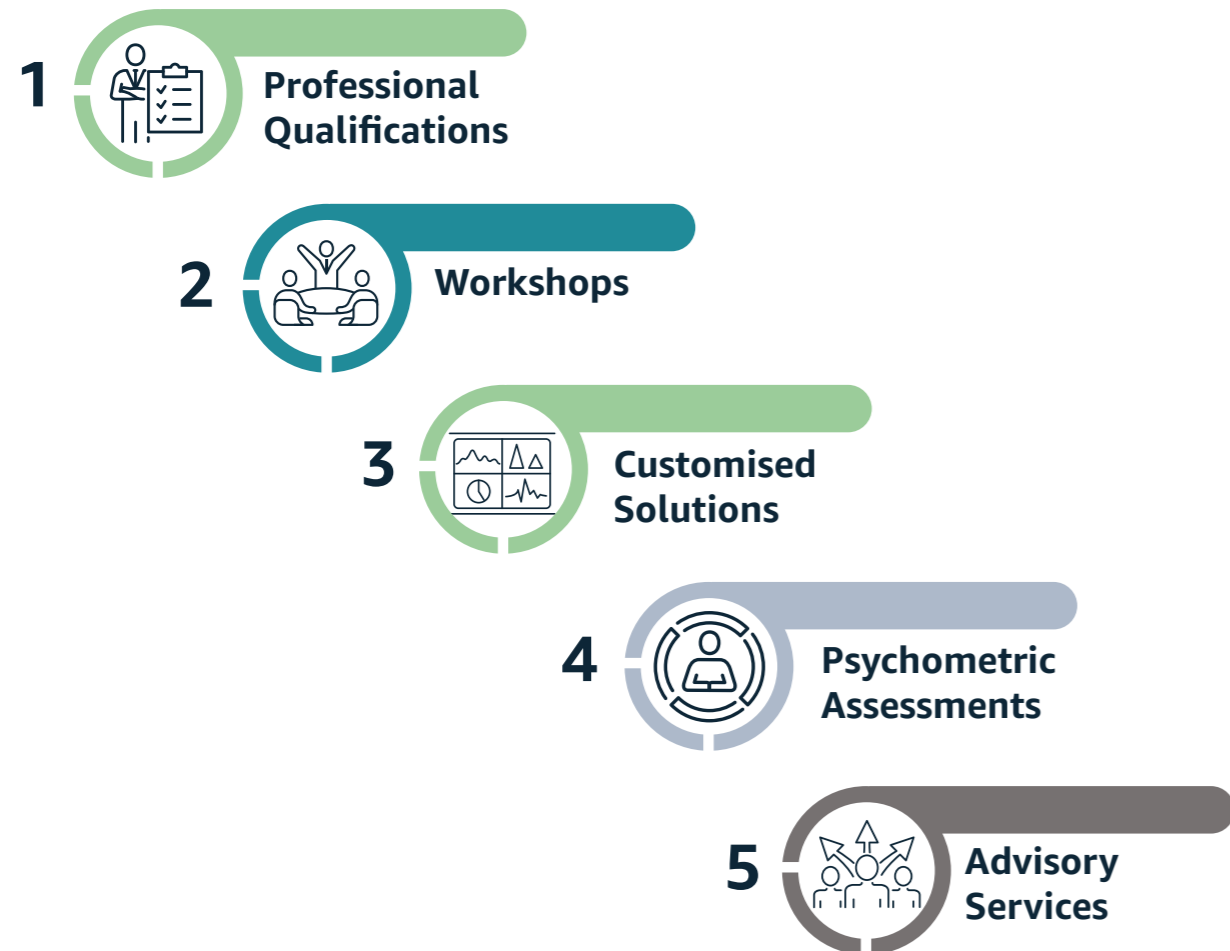 1
Professional
Qualifications
2
Workshops
3
Customised
Solutions
4
Psychometric
Assessments
5
Advisory
Services